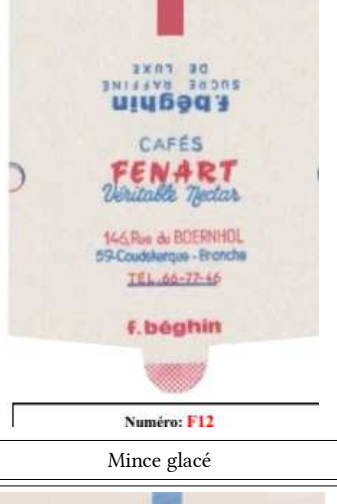 f.béghin
SUCRE RAFFINE
DE LUXE
CAFÉS
FENART
Véritable Nectar
146, Rue du BOERNHOL
59-Coudekerque - Branche
TÉL. 66-77-46
f. béghin
Numéro: F12
Mince glacé